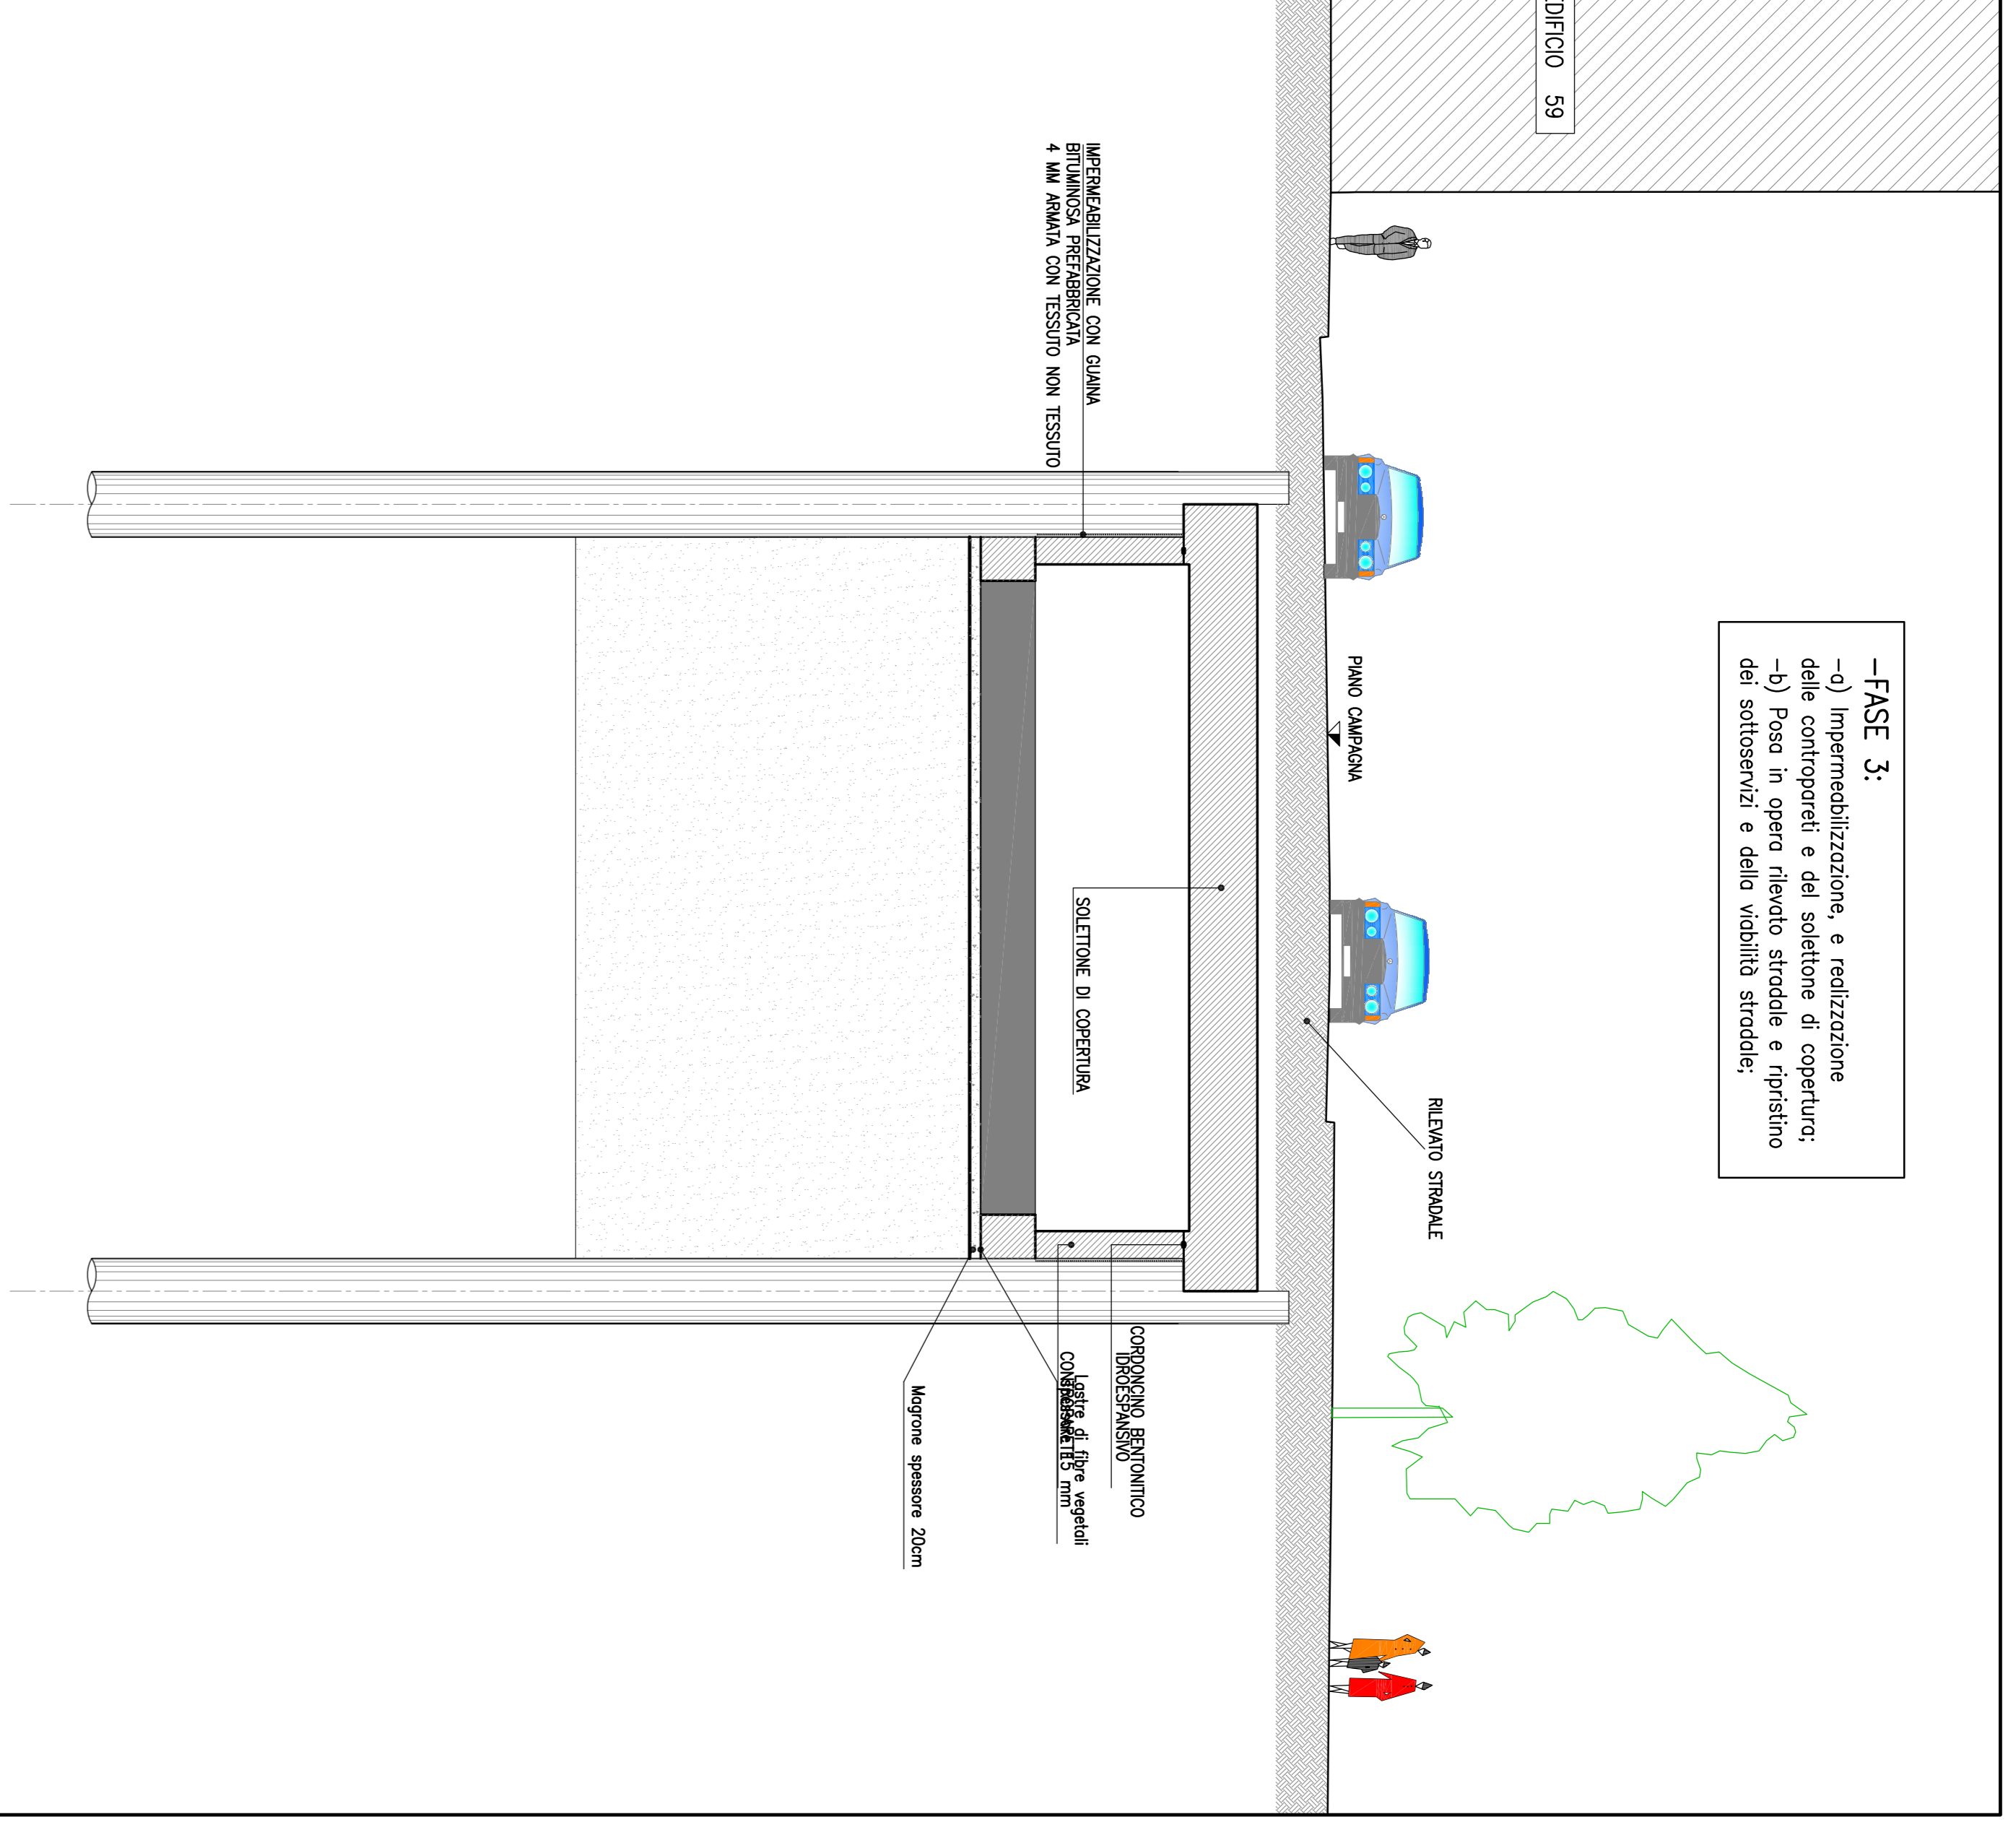 EDIFICIO 59
-FASE 3:
-a) Impermeabilizzazione, e realizzazione
delle contropareti e del solettone di copertura;
-b) Posa in opera rilevato stradale e ripristino
dei sottoservizi e della viabilità stradale;
PIANO CAMPAGNA
RILEVATO STRADALE
IMPERMEABILIZZAZIONE CON GUAINA
BITUMINOSA PREFABBRICATA
4 MM ARMATA CON TESSUTO NON TESSUTO
SOLETTONE DI COPERTURA
CORDONCINO BENTONITICO
IDROESPANSIVO
Lastre di fibre vegetali
spessore 15 mm
CONTROPARETE
Magrone spessore 20cm